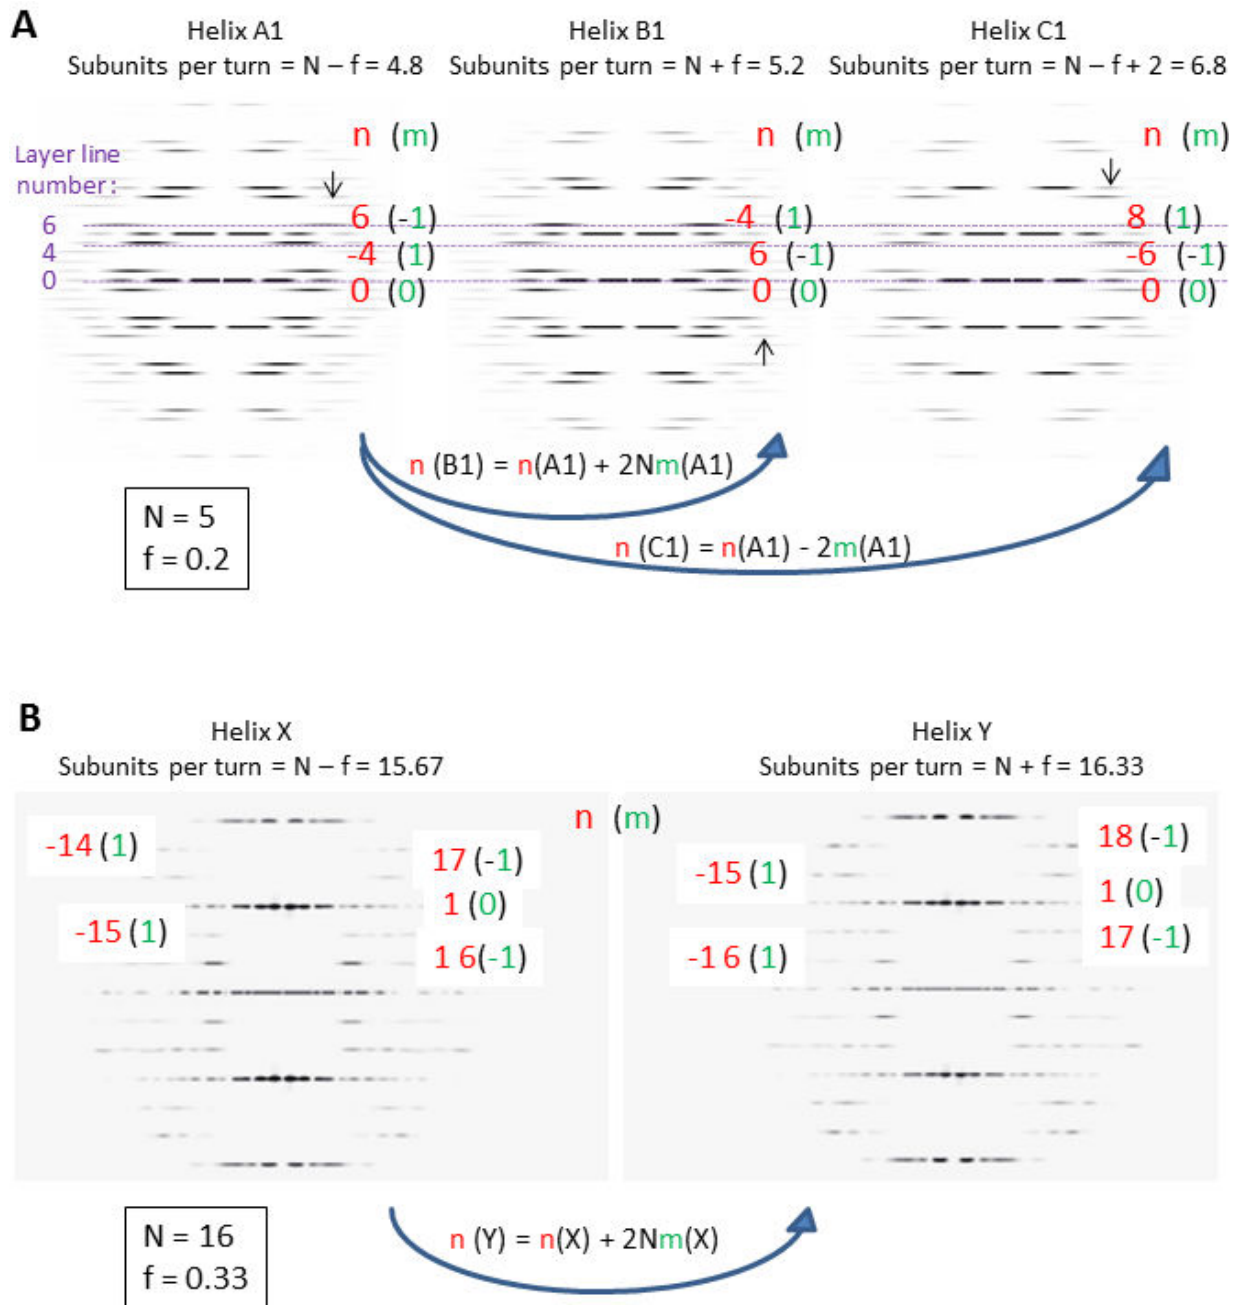 A
Helix A1
Subunits per turn = N – f = 4.8
Helix B1
Subunits per turn = N + f = 5.2
Helix C1
Subunits per turn = N – f + 2 = 6.8
n (m)
n (m)
n (m)
Layer line
number:
6
4
0
6 (-1)
-4 (1)
0 (0)
-4 (1)
6 (-1)
0 (0)
8 (1)
-6 (-1)
0 (0)
n (B1) = n(A1) + 2Nm(A1)
n (C1) = n(A1) - 2m(A1)
N = 5
f = 0.2
B
Helix X
Subunits per turn = N – f = 15.67
Helix Y
Subunits per turn = N + f = 16.33
n (m)
-14 (1)
17 (-1)
1 (0)
-15 (1)
1 6(-1)
18 (-1)
-15 (1)
1 (0)
17 (-1)
-1 6 (1)
N = 16
f = 0.33
n (Y) = n(X) + 2Nm(X)